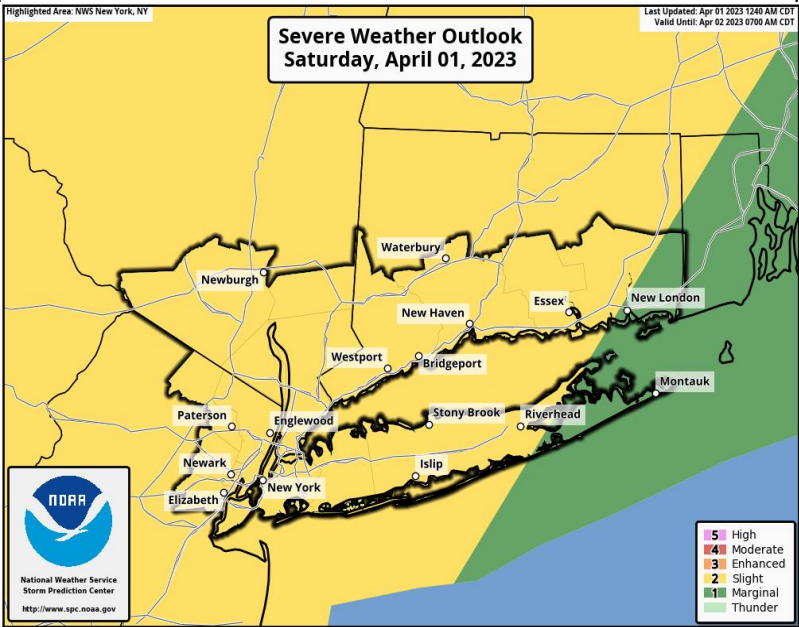 Highlighted Area: NWS New York, NY
Last Updated: Apr 01 2023 1240 AM CDT
Valid Until: Apr 02 2023 0700 AM CDT
Severe Weather Outlook
Saturday, April 01, 2023
Waterbury
Newburgh
New London
Essex
New Haven
Westport
Bridgeport
Montauk
Paterson
Englewood
Stony Brook
Riverhead
Newark
Islip
Elizabeth
New York
NOAA
National Weather Service
Storm Prediction Center
http://www.spc.noaa.gov
5 High
4 Moderate
3 Enhanced
2 Slight
1 Marginal
Thunder